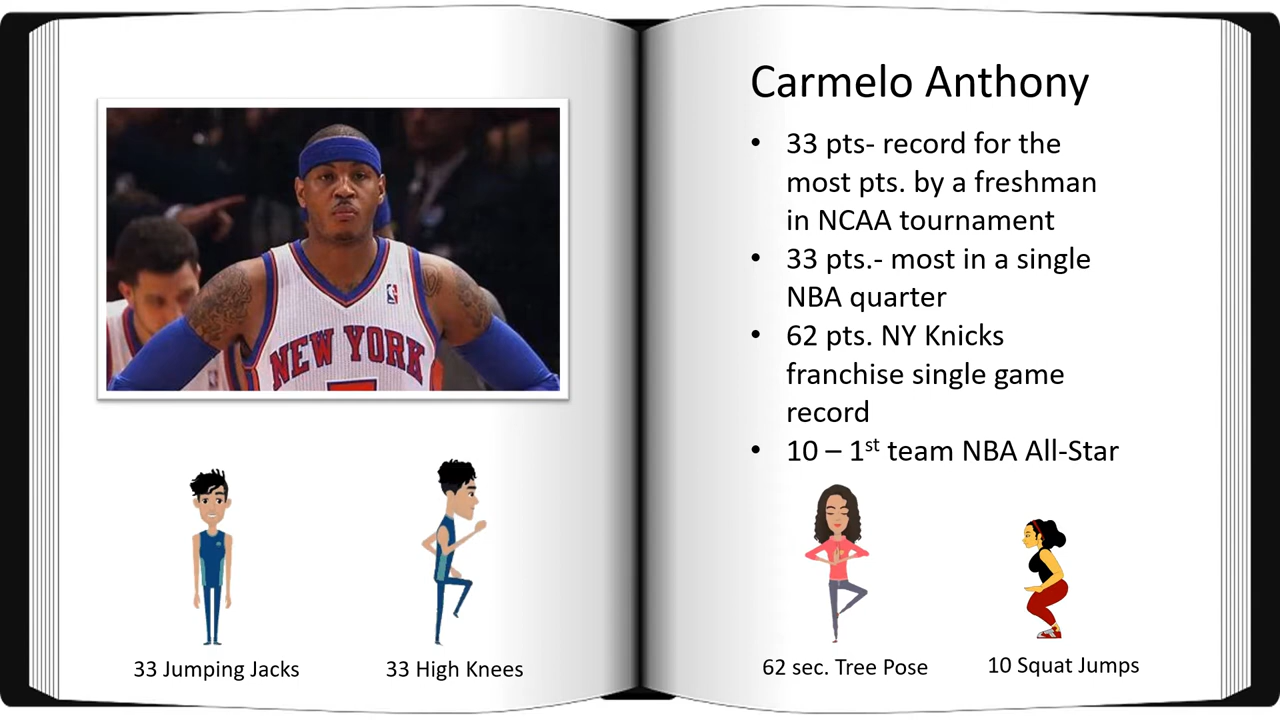 NEW YORK
33 Jumping Jacks
33 High Knees
Carmelo Anthony
• 33 pts- record for the
most pts. by a freshman
in NCAA tournament
• 33 pts.- most in a single
NBA quarter
• 62 pts. NY Knicks
franchise single game
record
• 10 – 1st team NBA All-Star
62 sec. Tree Pose
10 Squat Jumps